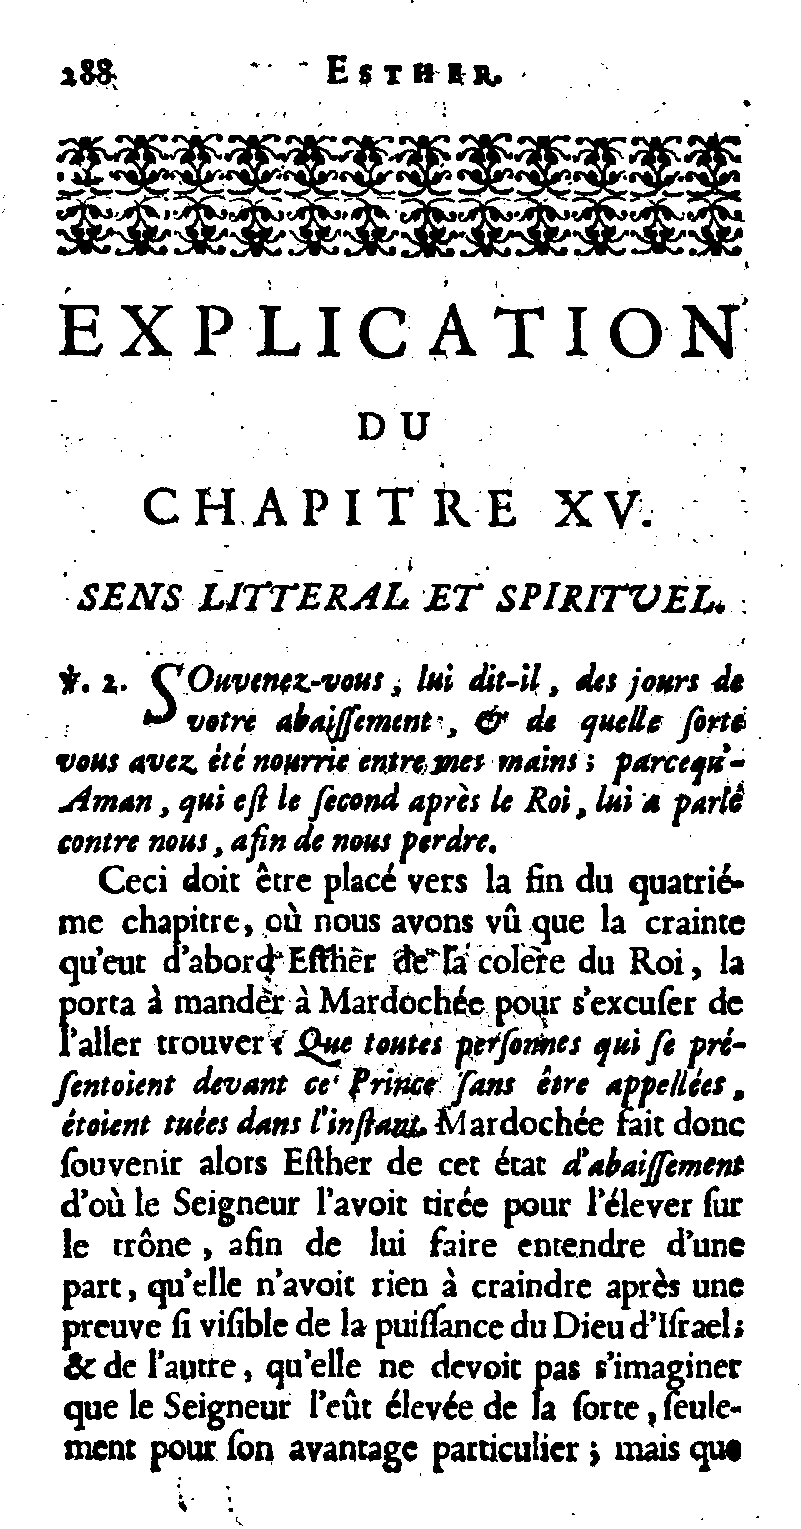 288 ESTHER.
EXPLICATION
DU
CHAPITRE XV.
SENS LITTERAL ET SPIRITUEL.
℣. 2. SOuvenez-vous, lui dit-il, des jours de
votre abaiſſement, & de quelle ſorte
vous avez été nourrie entre mes mains; parcequ'-
Aman, qui eſt le ſecond après le Roi, lui a parlé
contre nous, afin de nous perdre.
Ceci doit être placé vers la fin du quatrié-
me chapitre, où nous avons vû que la crainte
qu'eut d'abord Eſther de la colère du Roi, la
porta à mander à Mardochée pour s'excuſer de
l'aller trouver: Que toutes perſonnes qui ſe pré-
ſentoient devant ce Prince ſans être appellées,
étoient tuées dans l'inſtant. Mardochée fait donc
ſouvenir alors Eſther de cet état d'abaiſſement
d'où le Seigneur l'avoit tirée pour l'élever ſur
le trône, afin de lui faire entendre d'une
part, qu'elle n'avoit rien à craindre après une
preuve ſi viſible de la puiſſance du Dieu d'Iſrael;
& de l'autre, qu'elle ne devoit pas s'imaginer
que le Seigneur l'eût élevée de la ſorte, ſeule-
ment pour ſon avantage particulier; mais que